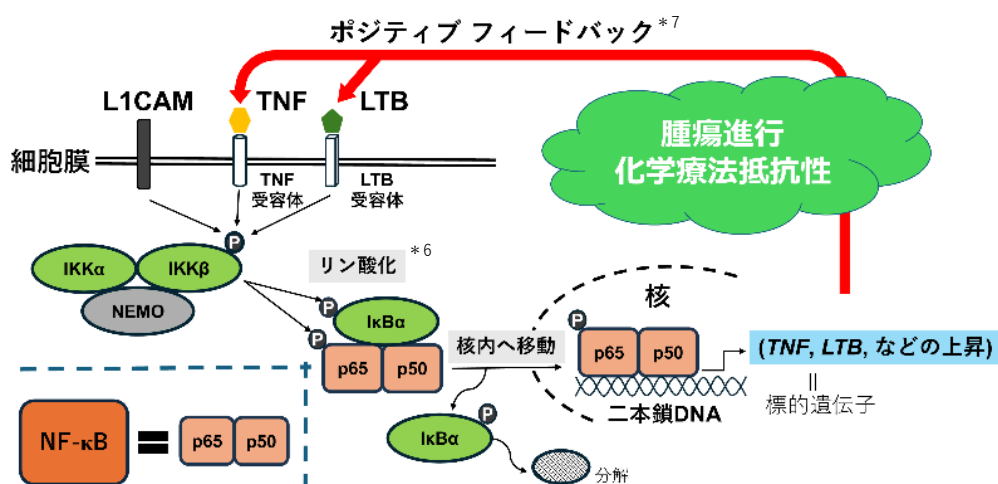 ポジティブ フィードバック*7
L1CAM
TNF
LTB
腫瘍進行
化学療法抵抗性
細胞膜
TNF
受容体
LTB
受容体
P
IKKα
IKKβ
NEMO
リン酸化*6
P
IκBα
P
p65
p50
核内へ移動
核
P
p65
p50
(TNF, LTB, などの上昇)
=
標的遺伝子
二本鎖DNA
P
IκBα
分解
NF-κB
=
p65
p50